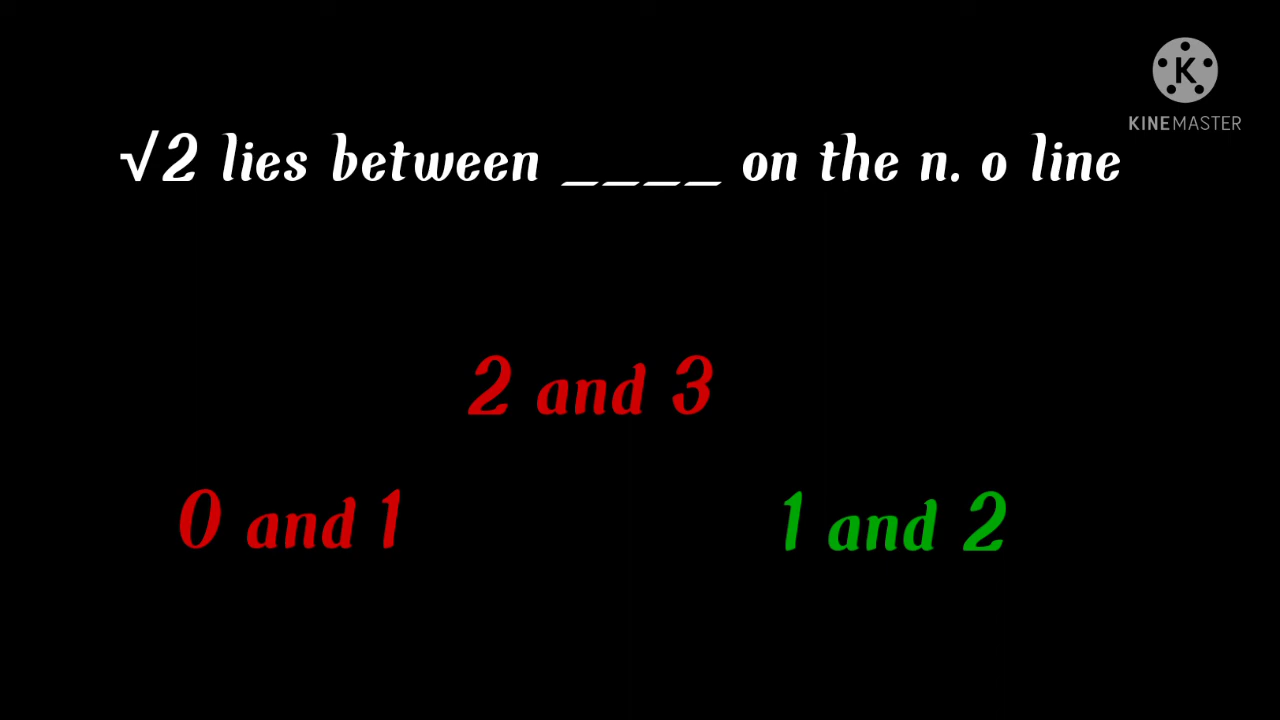 K
KINEMASTER
√2 lies between ____ on the n. o line
2 and 3
0 and 1
1 and 2